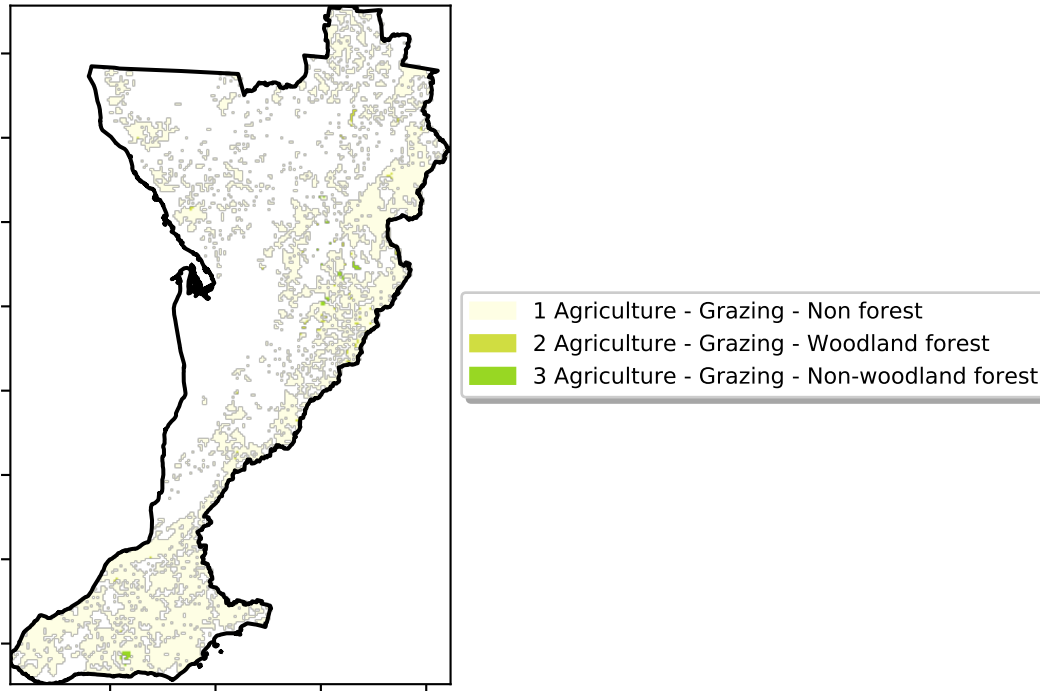 1 Agriculture - Grazing - Non forest
2 Agriculture - Grazing - Woodland forest
3 Agriculture - Grazing - Non-woodland forest